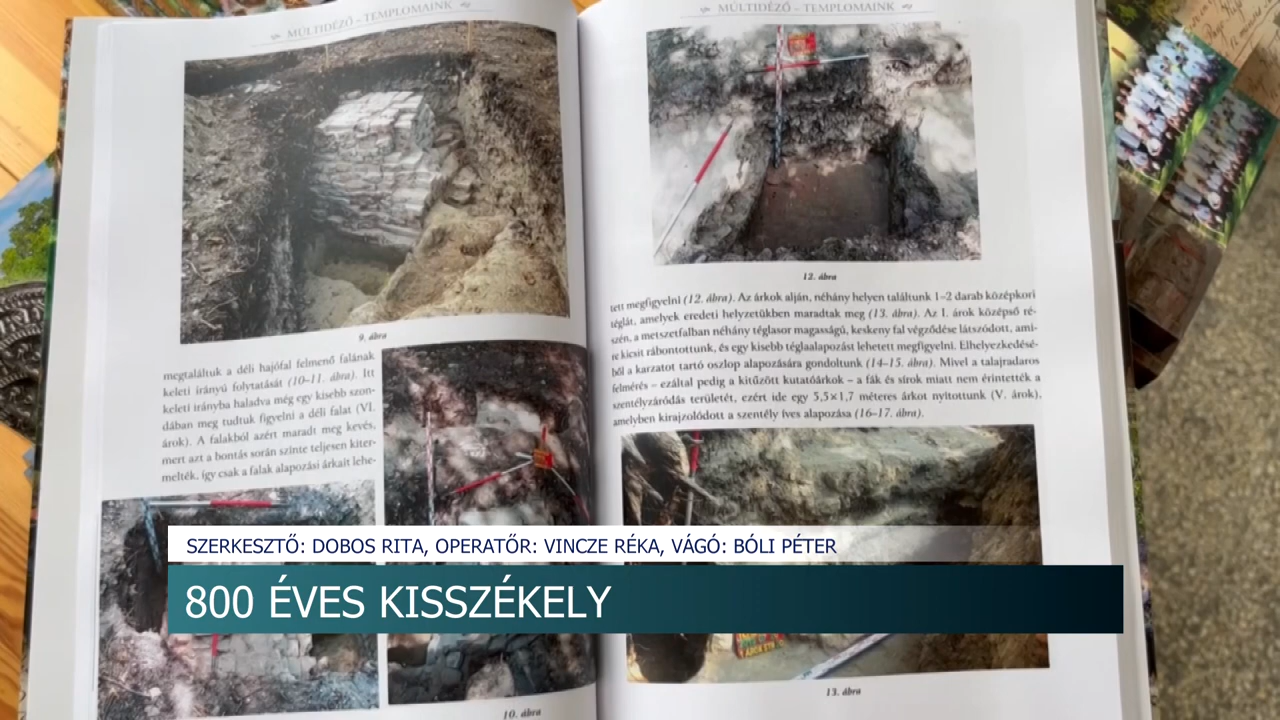 MÚLTIDÉZŐ – TEMPLOMAINK
9. ábra
megtaláltuk a déli hajófal felmenő falának
keleti irányú folytatását (10–11. ábra). Itt
keleti irányba haladva még egy kisebb szon-
dában meg tudtuk figyelni a déli falat (VI.
árok). A falakból azért maradt meg kevés,
mert azt a bontás során szinte teljesen kiter-
melték, így csak a falak alapozási árkait lehe-
10. ábra
MÚLTIDÉZŐ – TEMPLOMAINK
12. ábra
tett megfigyelni (12. ábra). Az árkok alján, néhány helyen találtunk 1–2 darab középkori
téglát, amelyek eredeti helyzetükben maradtak meg (13. ábra). Az I. árok középső ré-
szén, a metszetfalban néhány téglasor magasságú, keskeny fal végződése látszódott, ami-
re kicsit rábontottunk, és egy kisebb téglaalapozást lehetett megfigyelni. Elhelyezkedésé-
ből a karzatot tartó oszlop alapozására gondoltunk (14–15. ábra). Mivel a talajradaros
felmérés – ezáltal pedig a kitűzött kutatóárkok – a fák és sírok miatt nem érintették a
szentélyzáródás területét, ezért ide egy 5,5×1,7 méteres árkot nyitottunk (V. árok),
amelyben kirajzolódott a szentély íves alapozása (16–17. ábra).
13. ábra
SZERKESZTŐ: DOBOS RITA, OPERATŐR: VINCZE RÉKA, VÁGÓ: BÓLI PÉTER
800 ÉVES KISSZÉKELY